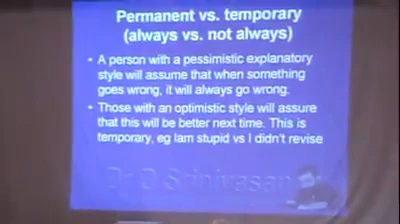 Permanent vs. temporary
(always vs. not always)
• A person with a pessimistic explanatory
style will assume that when something
goes wrong, it will always go wrong.
• Those with an optimistic style will assure
that this will be better next time. This is
temporary, eg Iam stupid vs I didn't revise
Dr. D.Srinivasan